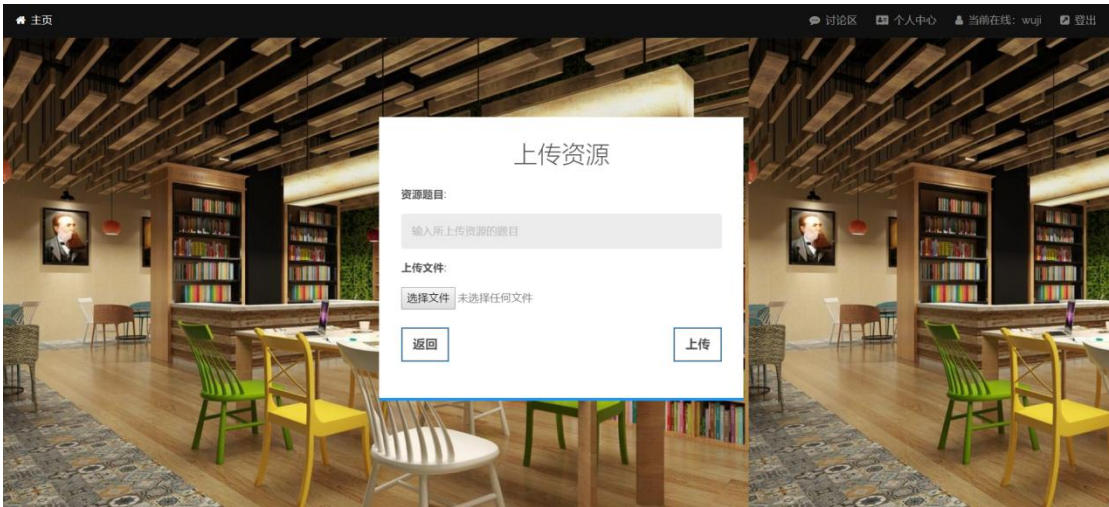 主页
讨论区 个人中心 当前在线：wuji 登出
上传资源
资源题目:
输入所上传资源的题目
上传文件:
选择文件 未选择任何文件
返回 上传